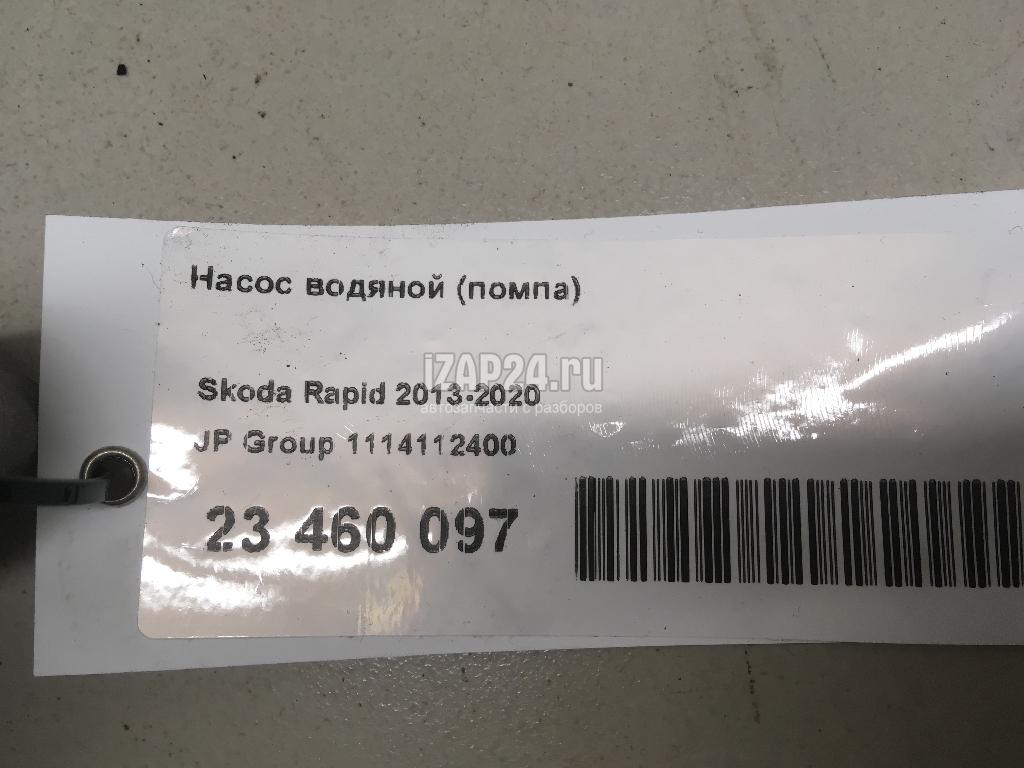 Насос водяной (помпа)
iZAP24.ru
Skoda Rapid 2013-2020
автозапчасти с разборов
JP Group 1114112400
23 460 097